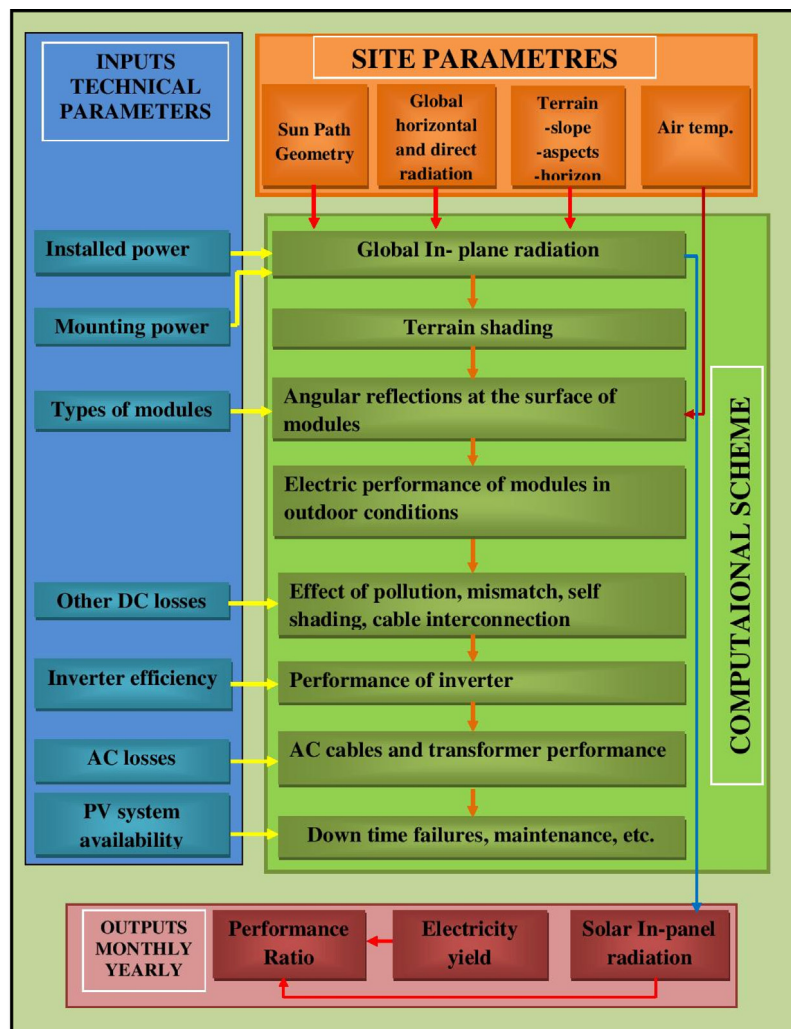 INPUTS
TECHNICAL
PARAMETERS
SITE PARAMETRES
Sun Path
Geometry
Global
horizontal
and direct
radiation
Terrain
-slope
-aspects
-horizon
Air temp.
Installed power
Mounting power
Types of modules
Other DC losses
Inverter efficiency
AC losses
PV system
availability
Global In- plane radiation
Terrain shading
Angular reflections at the surface of
modules
Electric performance of modules in
outdoor conditions
Effect of pollution, mismatch, self
shading, cable interconnection
Performance of inverter
AC cables and transformer performance
Down time failures, maintenance, etc.
COMPUTAIONAL SCHEME
OUTPUTS
MONTHLY
YEARLY
Performance
Ratio
Electricity
yield
Solar In-panel
radiation